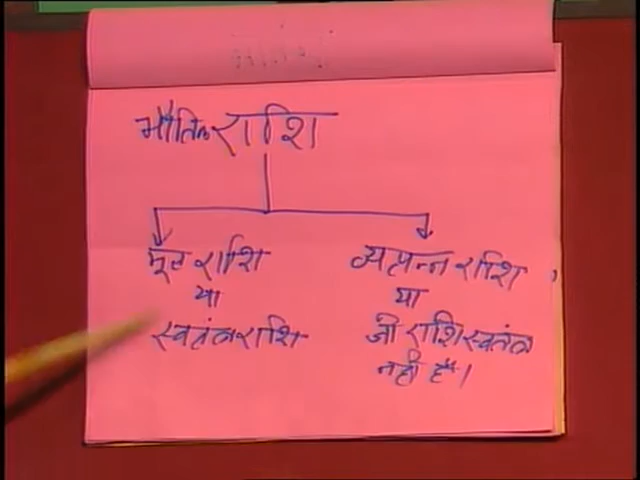 भौतिक राशि
मूल राशि
या
स्वतंत्र राशि
व्युत्पन्न राशि
या
जो राशि स्वतंत्र
नही है।